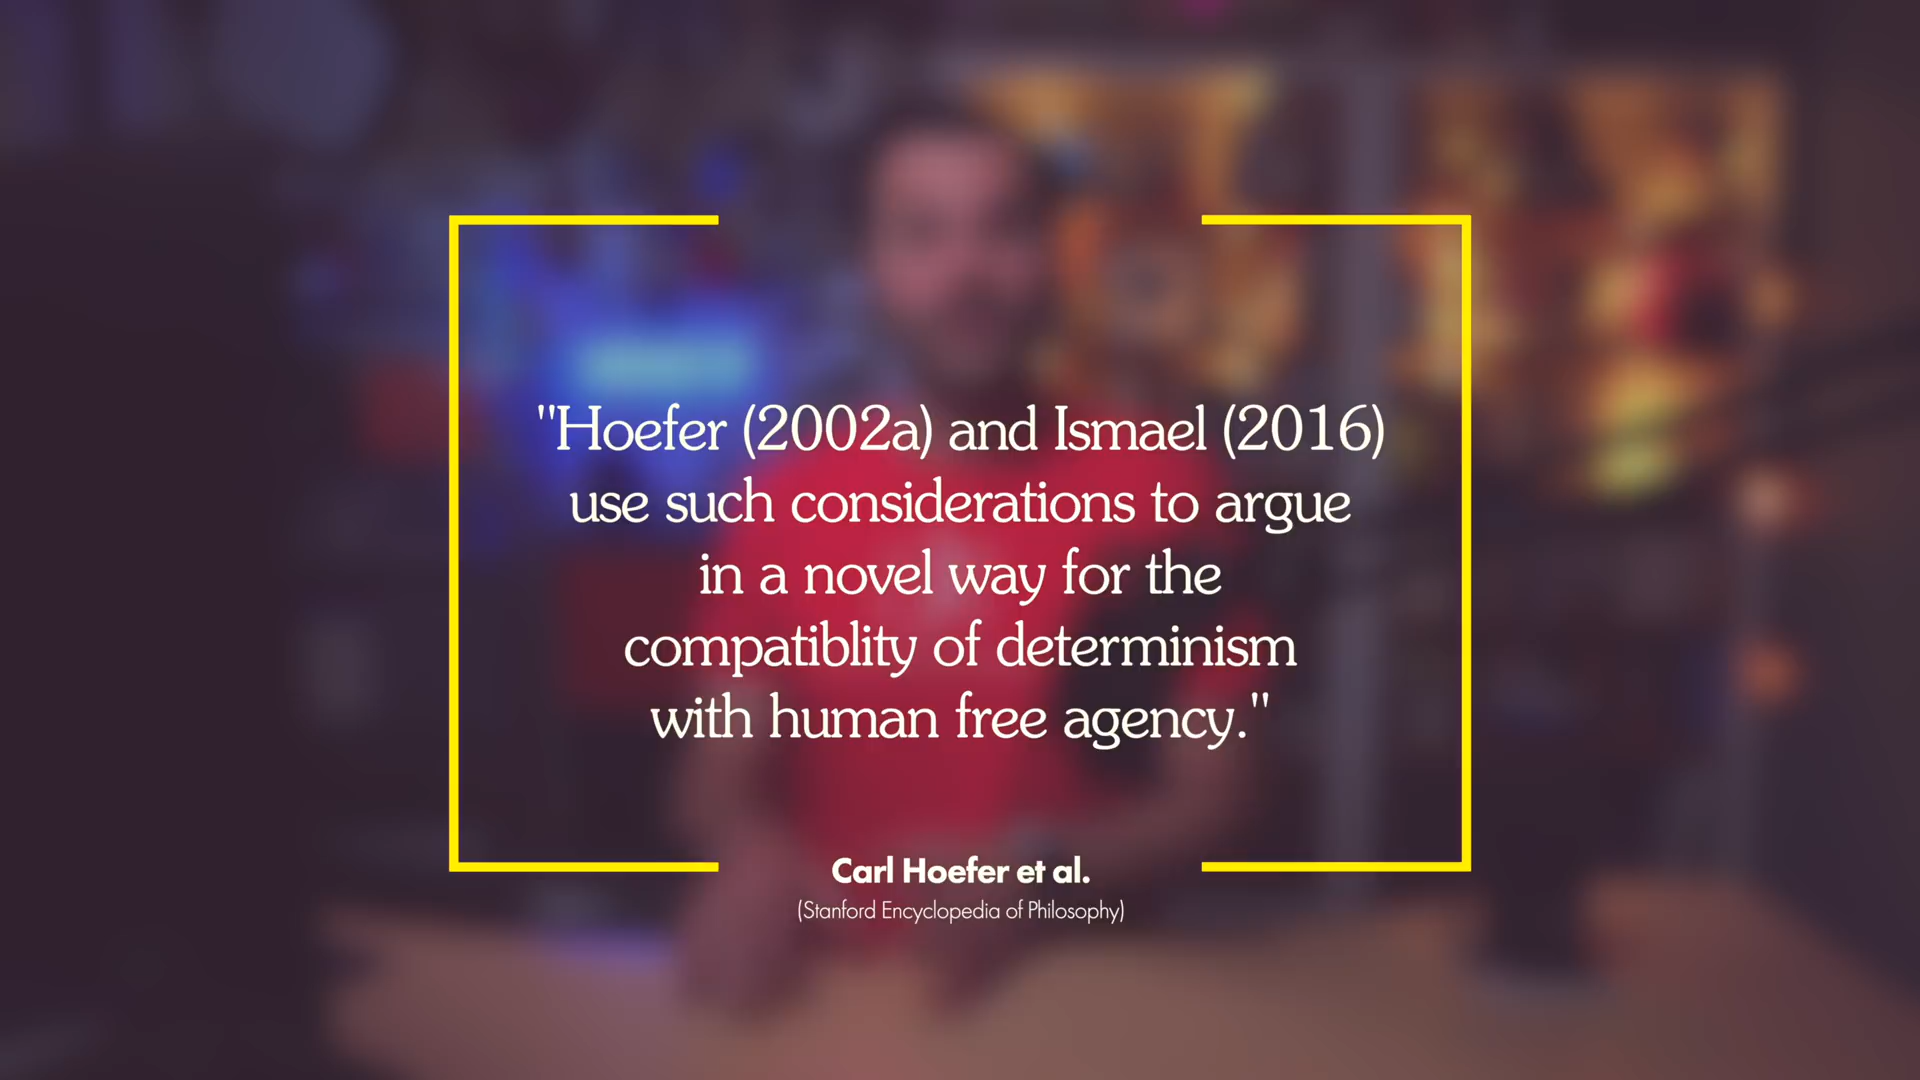 "Hoefer (2002a) and Ismael (2016)
use such considerations to argue
in a novel way for the
compatiblity of determinism
with human free agency."
Carl Hoefer et al.
(Stanford Encyclopedia of Philosophy)